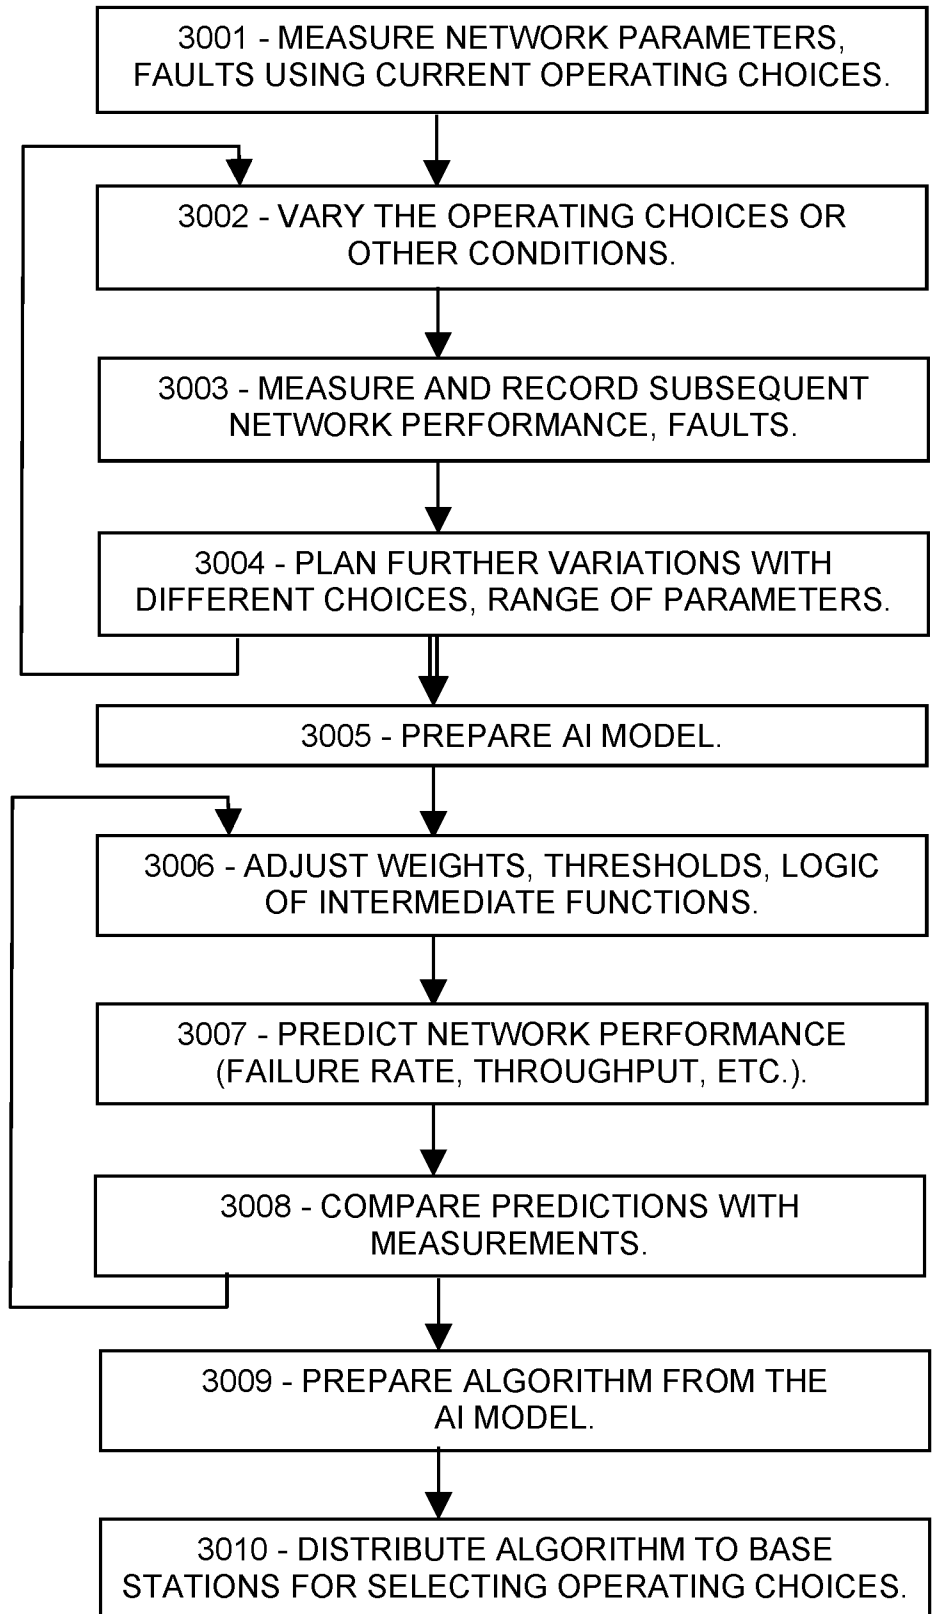 3001 - MEASURE NETWORK PARAMETERS,
FAULTS USING CURRENT OPERATING CHOICES.
3002 - VARY THE OPERATING CHOICES OR
OTHER CONDITIONS.
3003 - MEASURE AND RECORD SUBSEQUENT
NETWORK PERFORMANCE, FAULTS.
3004 - PLAN FURTHER VARIATIONS WITH
DIFFERENT CHOICES, RANGE OF PARAMETERS.
3005 - PREPARE AI MODEL.
3006 - ADJUST WEIGHTS, THRESHOLDS, LOGIC
OF INTERMEDIATE FUNCTIONS.
3007 - PREDICT NETWORK PERFORMANCE
(FAILURE RATE, THROUGHPUT, ETC.).
3008 - COMPARE PREDICTIONS WITH
MEASUREMENTS.
3009 - PREPARE ALGORITHM FROM THE
AI MODEL.
3010 - DISTRIBUTE ALGORITHM TO BASE
STATIONS FOR SELECTING OPERATING CHOICES.